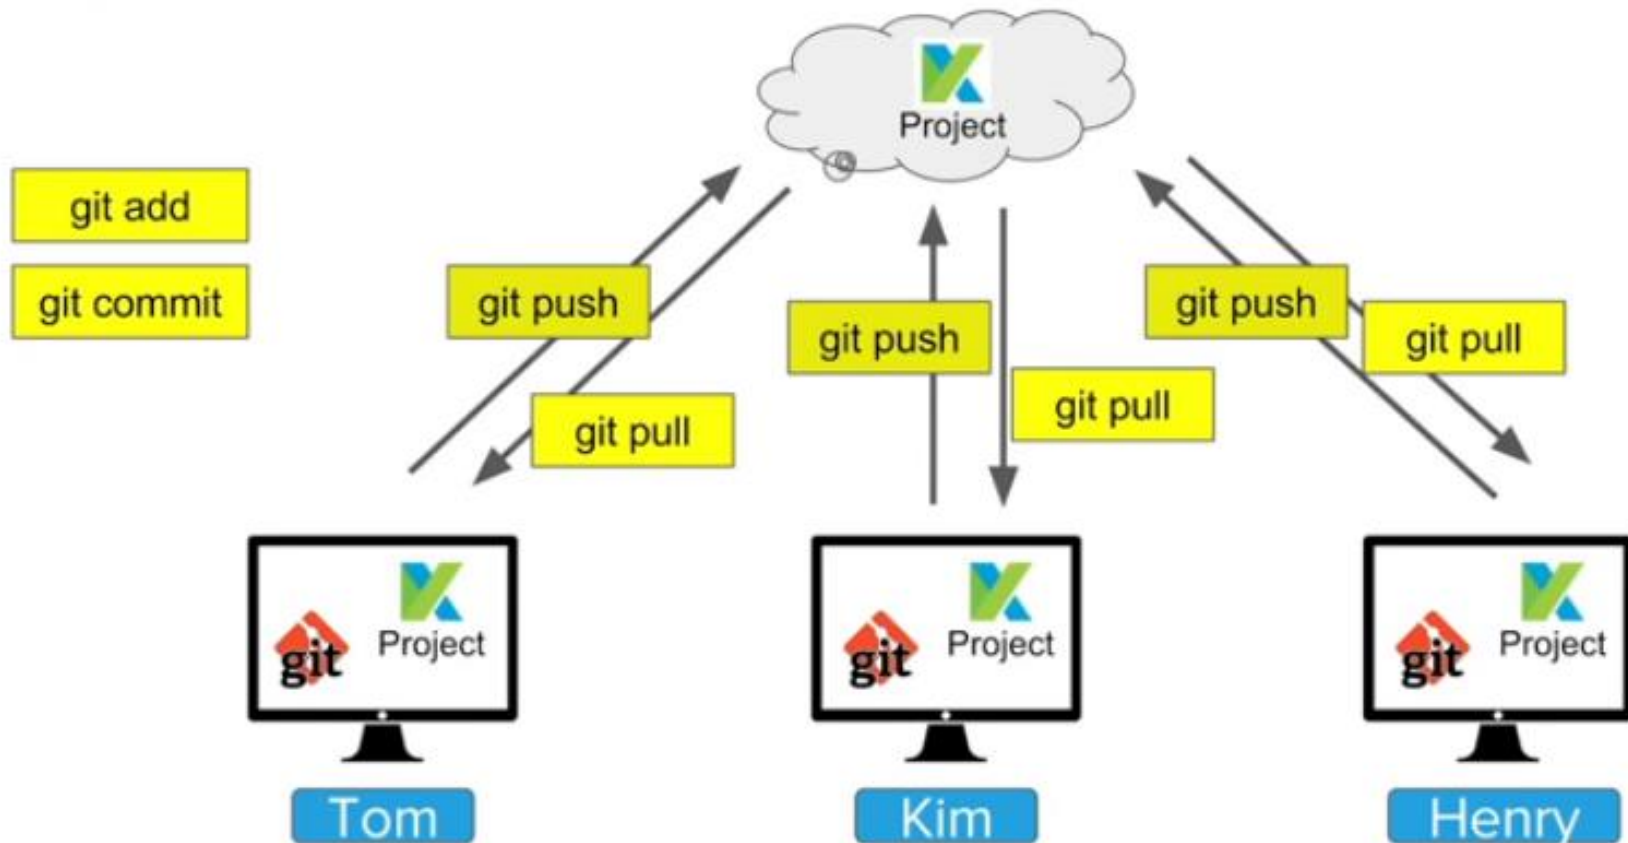 Project
git add
git commit
git push
git pull
git push
git pull
git push
git pull
git
Project
git
Project
git
Project
Tom
Kim
Henry